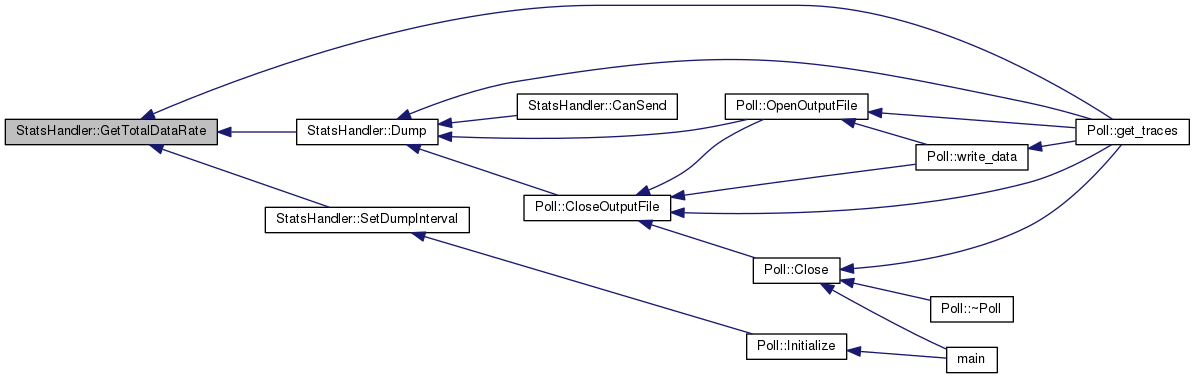 StatsHandler::GetTotalDataRate
StatsHandler::Dump
StatsHandler::CanSend
Poll::OpenOutputFile
Poll::get_traces
Poll::write_data
Poll::CloseOutputFile
StatsHandler::SetDumpInterval
Poll::Close
Poll::~Poll
Poll::Initialize
main